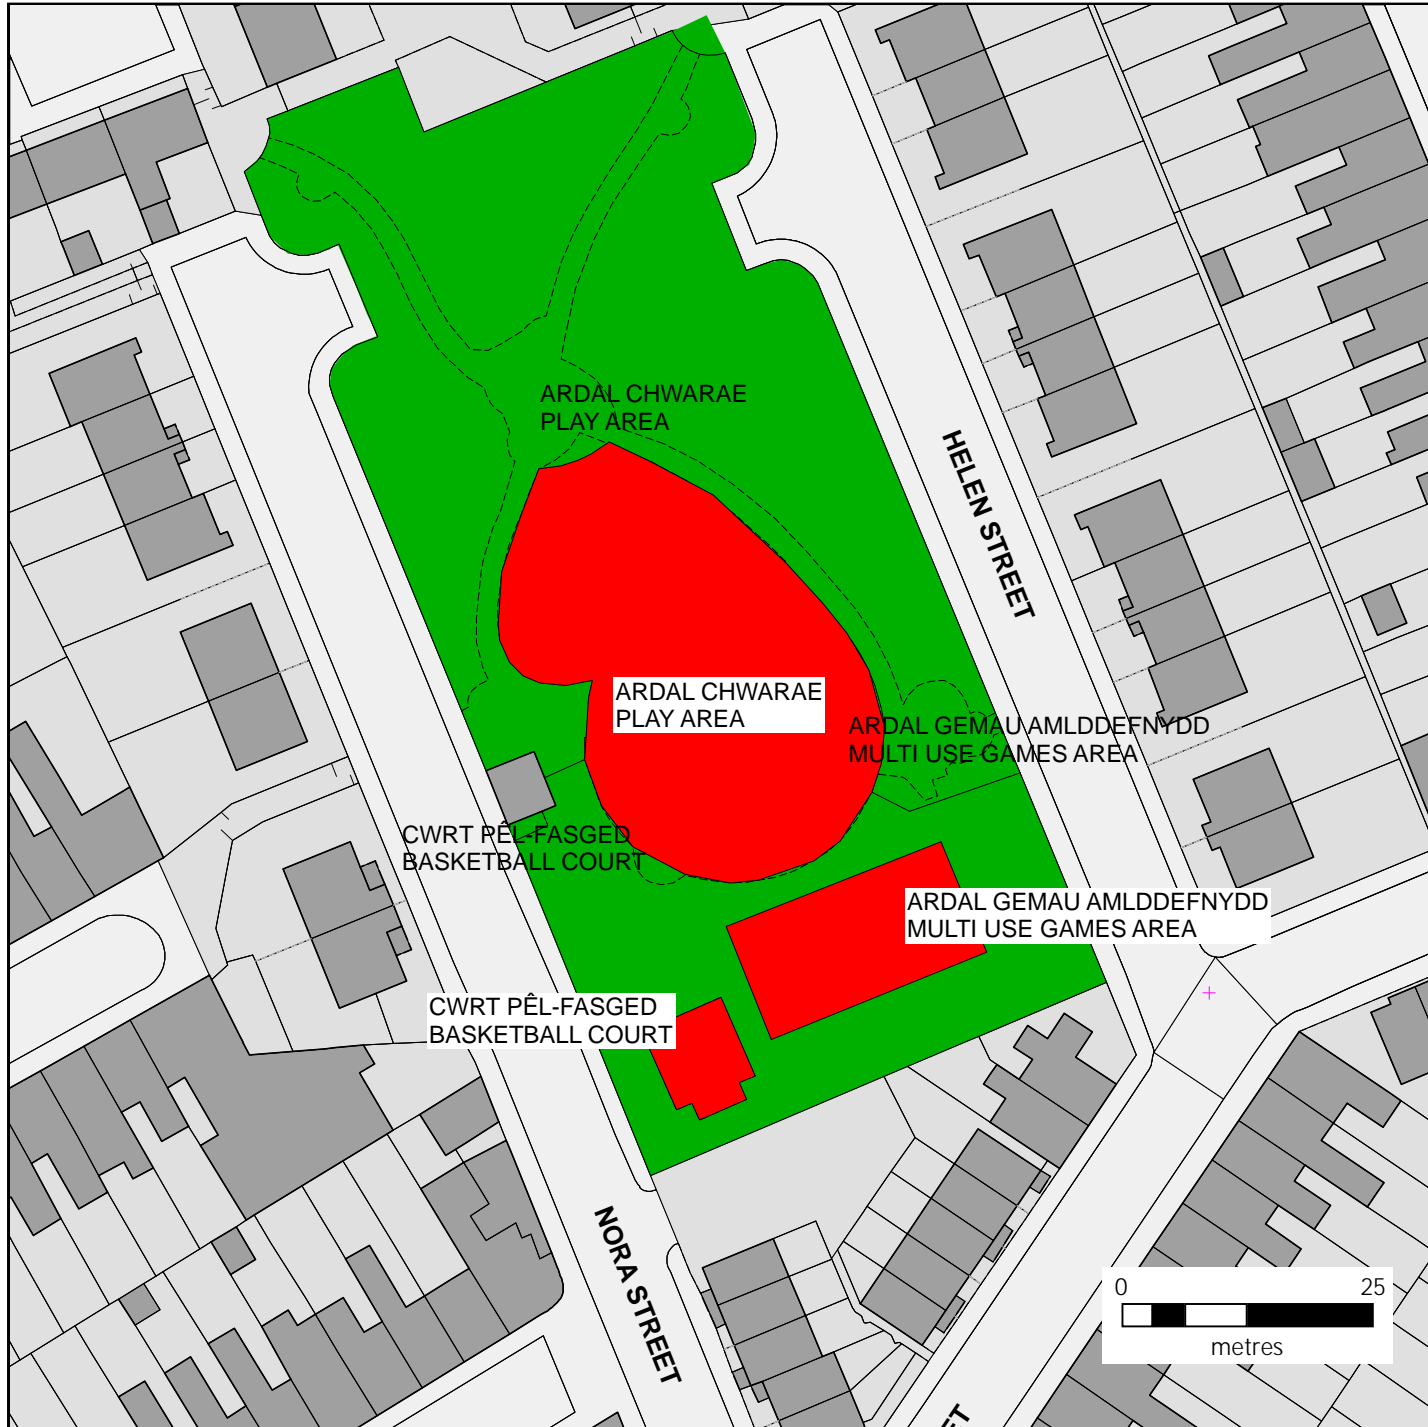 ARDAL CHWARAE
PLAY AREA
HELEN STREET
ARDAL CHWARAE
PLAY AREA
ARDAL GEMAU AMLDDEFNYDD
MULTI USE GAMES AREA
CWRT PÊL-FASGED
BASKETBALL COURT
ARDAL GEMAU AMLDDEFNYDD
MULTI USE GAMES AREA
CWRT PÊL-FASGED
BASKETBALL COURT
NORA STREET
0 25
metres